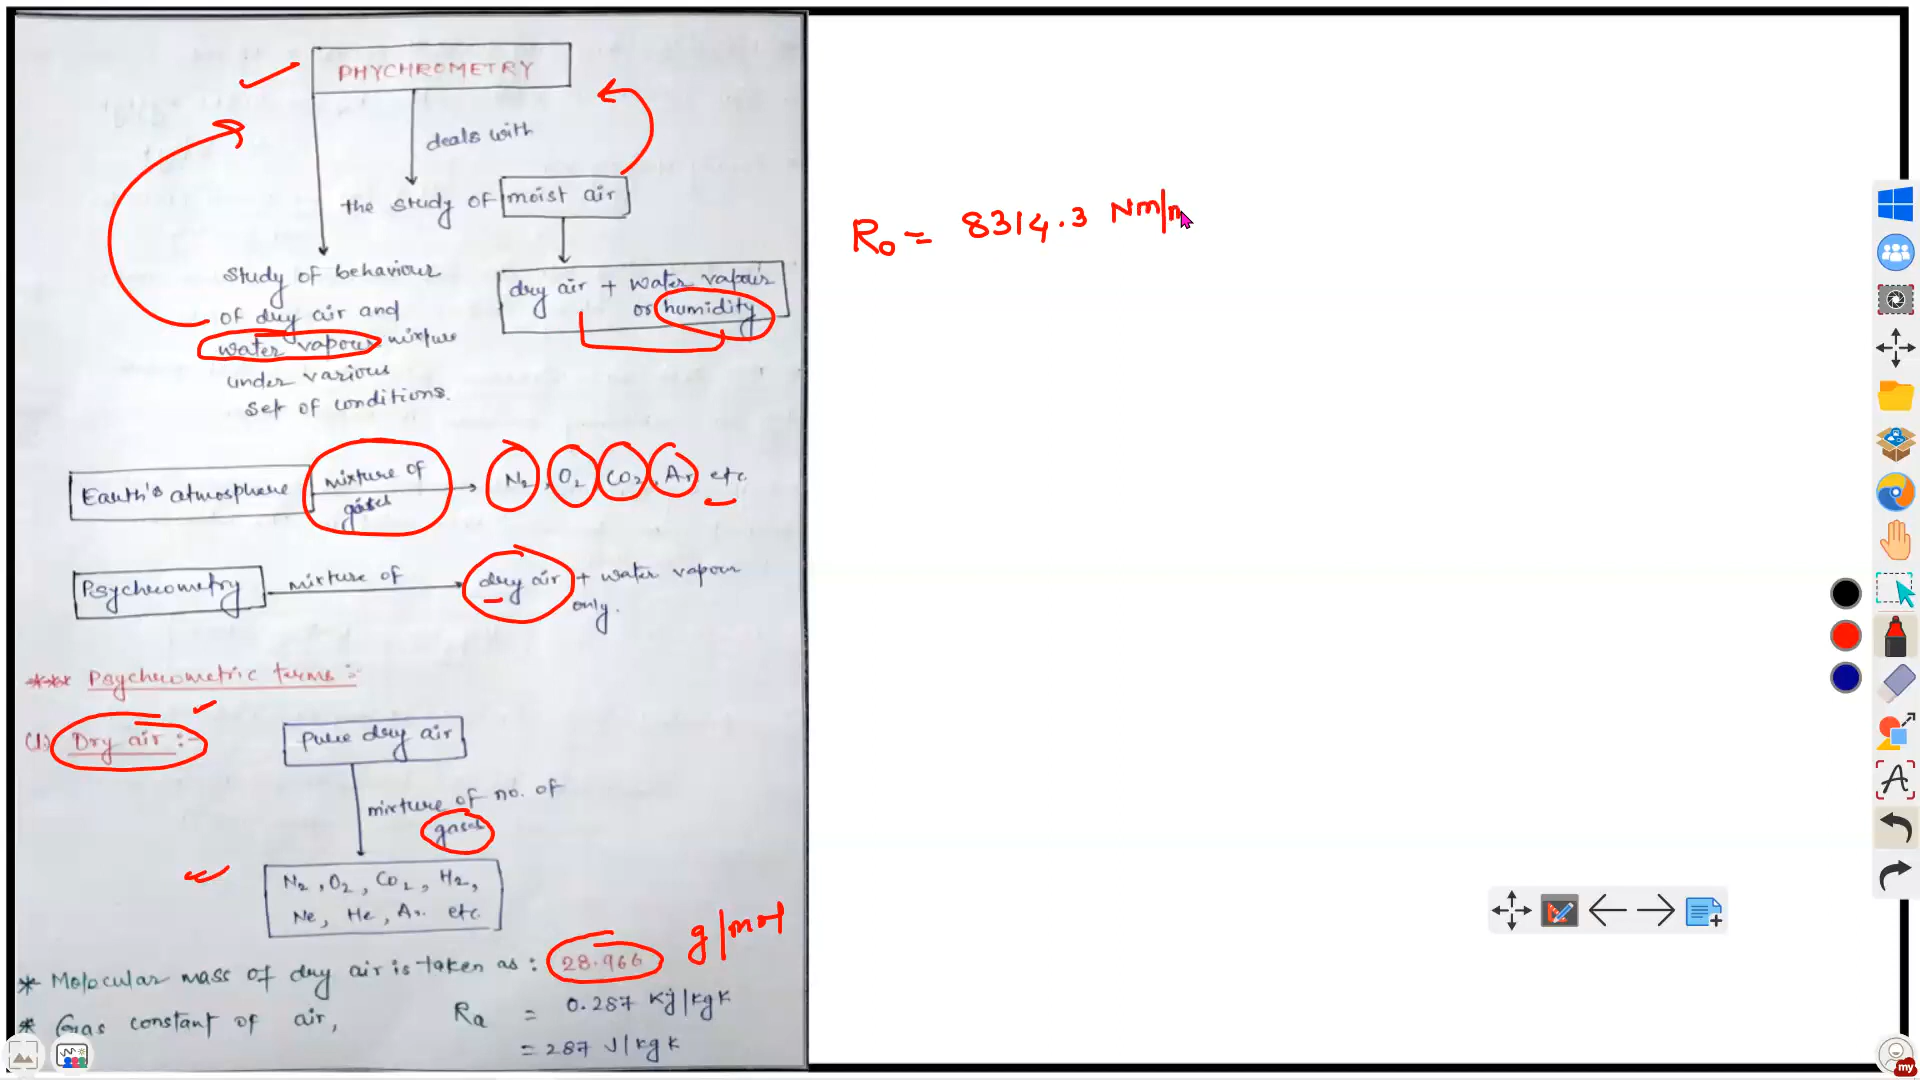 PHYCHROMETRY
deals with
the study of moist air
study of behaviour
of dry air and
water vapour mixture
under various
set of conditions.
dry air + water vapour
or humidity
Earth's atmosphere
mixture of
gases
N2, O2, CO2, Ar etc.
Psychrometry
mixture of
dry air + water vapour
only.
*** Psychrometric terms :-
(1.) Dry air :-
Pure dry air
mixture of no. of
gases
N2, O2, CO2, H2,
Ne, He, Ar. etc
* Molecular mass of dry air is taken as : 28.966 g/mol
* Gas constant of air, Ra = 0.287 KJ/kgK
= 287 J/kgK
R0 = 8314.3 Nm/
my